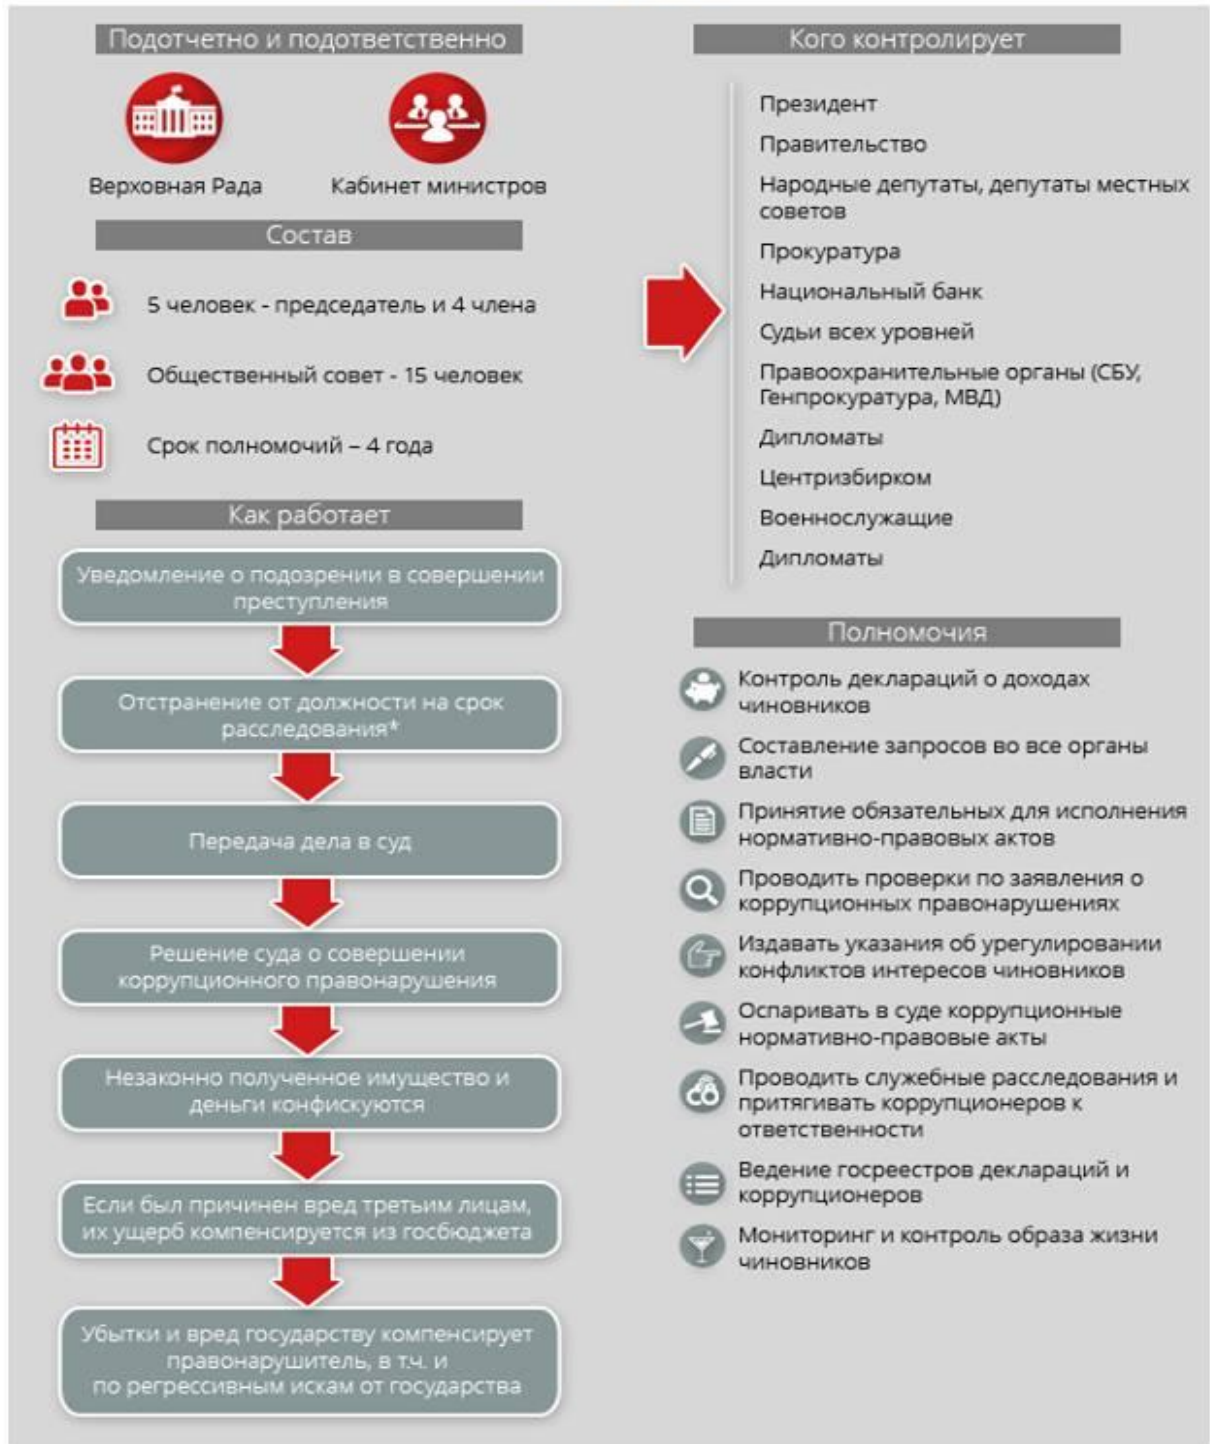 Подотчетно и подответственно
Верховная Рада
Кабинет министров
Состав
5 человек - председатель и 4 члена
Общественный совет - 15 человек
Срок полномочий – 4 года
Как работает
Уведомление о подозрении в совершении
преступления
Отстранение от должности на срок
расследования*
Передача дела в суд
Решение суда о совершении
коррупционного правонарушения
Незаконно полученное имущество и
деньги конфискуются
Если был причинен вред третьим лицам,
их ущерб компенсируется из госбюджета
Убытки и вред государству компенсирует
правонарушитель, в т.ч. и
по регрессивным искам от государства
Кого контролирует
Президент
Правительство
Народные депутаты, депутаты местных
советов
Прокуратура
Национальный банк
Судьи всех уровней
Правоохранительные органы (СБУ,
Генпрокуратура, МВД)
Дипломаты
Центризбирком
Военнослужащие
Дипломаты
Полномочия
Контроль деклараций о доходах
чиновников
Составление запросов во все органы
власти
Принятие обязательных для исполнения
нормативно-правовых актов
Проводить проверки по заявления о
коррупционных правонарушениях
Издавать указания об урегулировании
конфликтов интересов чиновников
Оспаривать в суде коррупционные
нормативно-правовые акты
Проводить служебные расследования и
притягивать коррупционеров к
ответственности
Ведение госреестров деклараций и
коррупционеров
Мониторинг и контроль образа жизни
чиновников